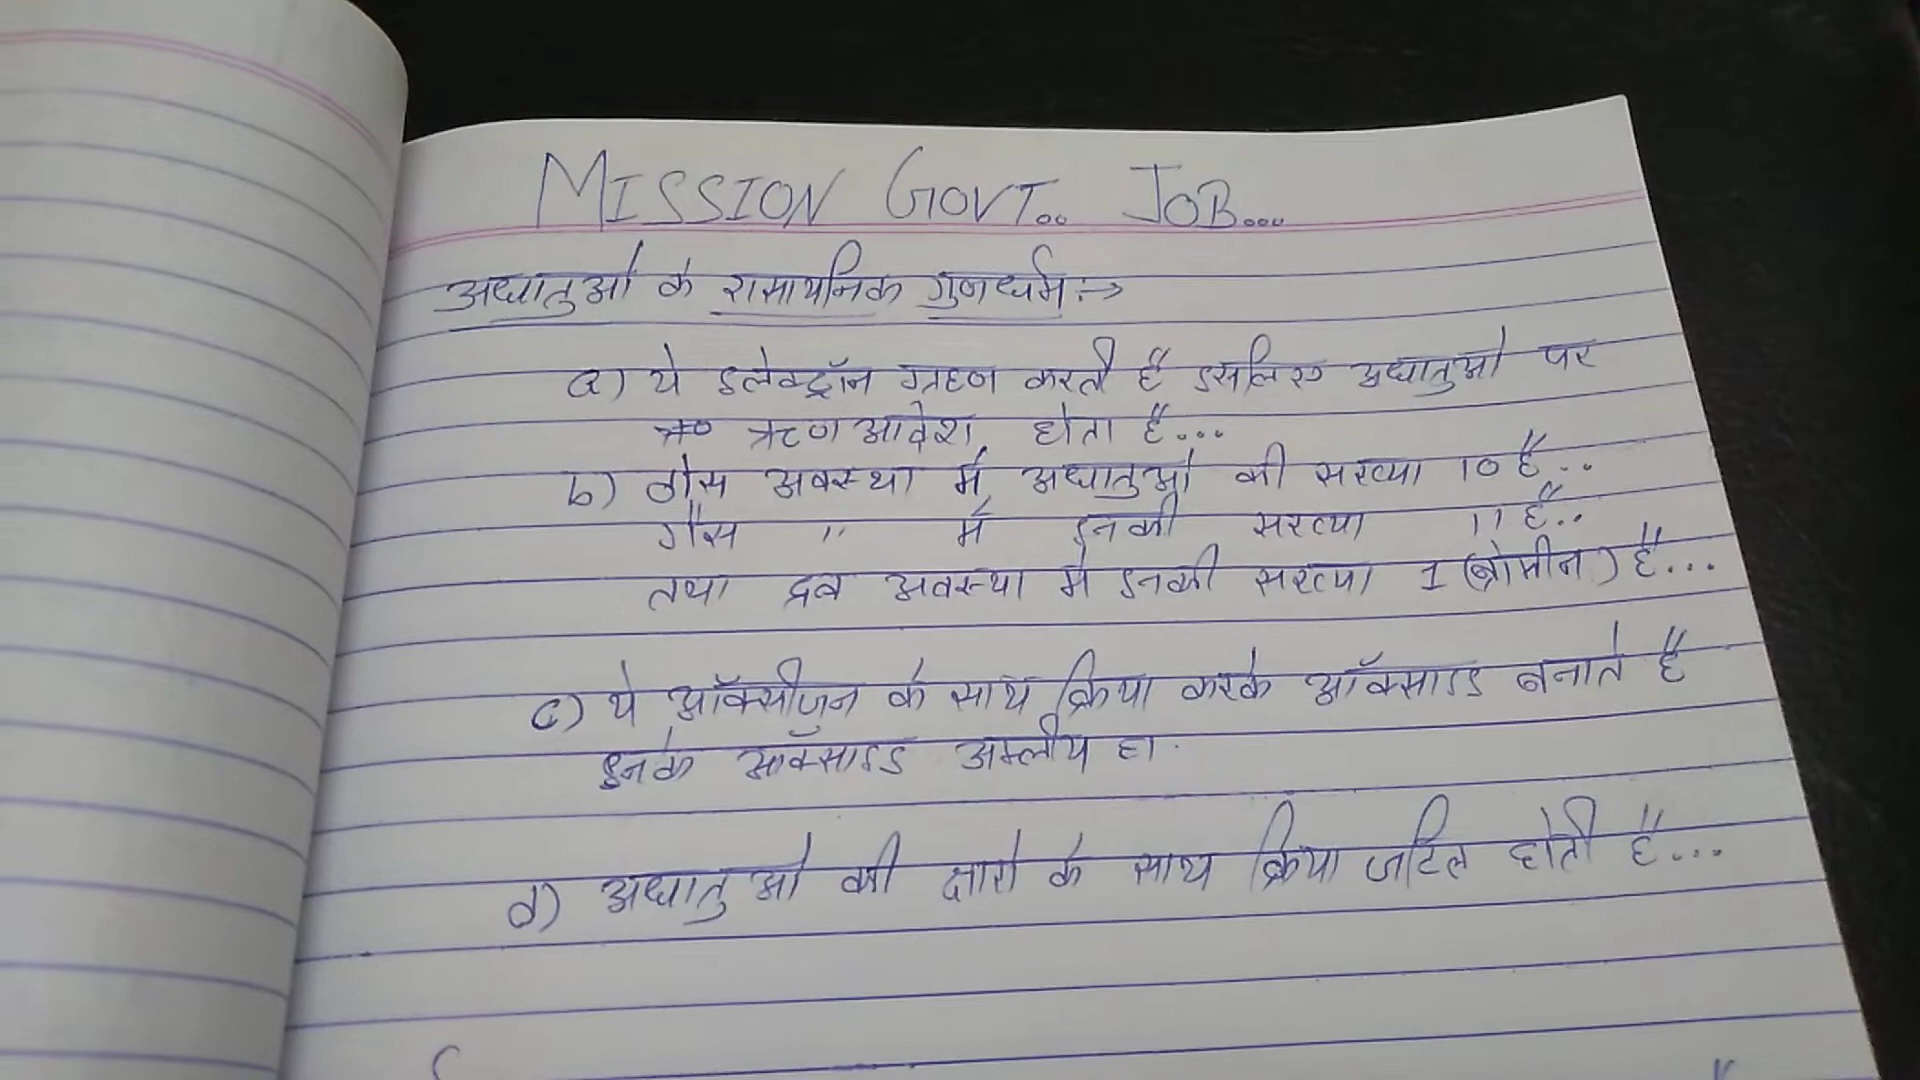 MISSION GOVT.. JOB...
अधातुओ के रासायनिक गुणधर्म :→
a) ये इलेक्ट्रॉन ग्रहण करती है इसलिए अधातुओ पर
ऋण आवेश होता है...
b) ठोस अवस्था में अधातुओ की संख्या 10 है...
गैस ,, में इनकी संख्या 11 है..
तथा द्रव अवस्था में इनकी संख्या 1 (ब्रोमीन) है...
c) ये ऑक्सीजन के साथ क्रिया करके ऑक्साइड बनाते है
इनके ऑक्साइड अम्लीय हा.
d) अधातुओ की क्षारो के साथ क्रिया जटिल होती है...